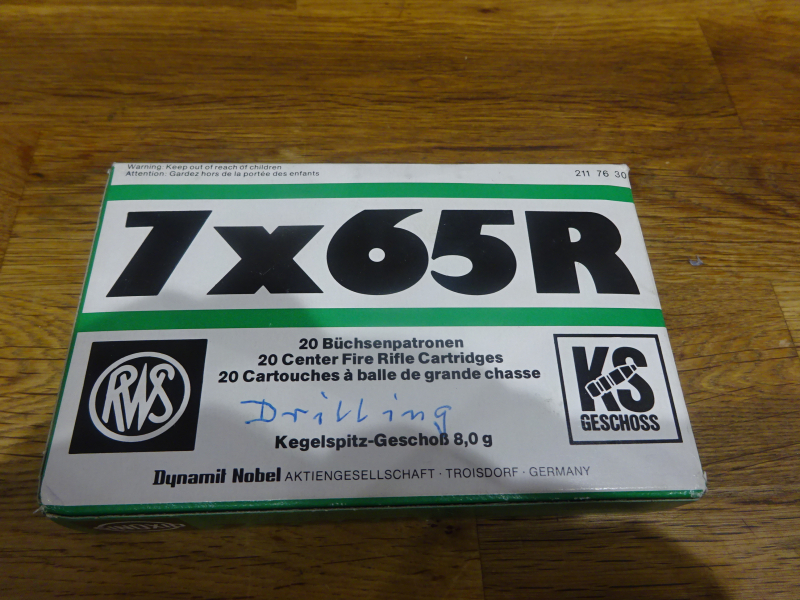 Warning: Keep out of reach of children
Attention: Gardez hors de la portée des enfants
211 76 30
7x65R
20 Büchsenpatronen
20 Center Fire Rifle Cartridges
20 Cartouches à balle de grande chasse
RWS
Drilling
KS
GESCHOSS
Kegelspitz-Geschoß 8,0 g
Dynamit Nobel AKTIENGESELLSCHAFT · TROISDORF · GERMANY